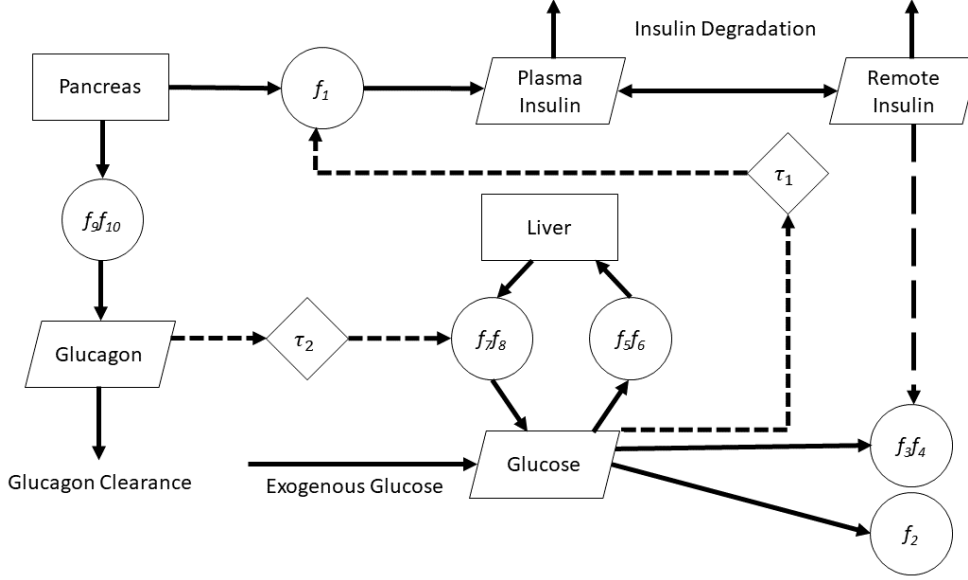 Insulin Degradation
Pancreas
f1
Plasma
Insulin
Remote
Insulin
τ1
f9f10
Liver
Glucagon
τ2
f7f8
f5f6
Glucagon Clearance
Exogenous Glucose
Glucose
f3f4
f2